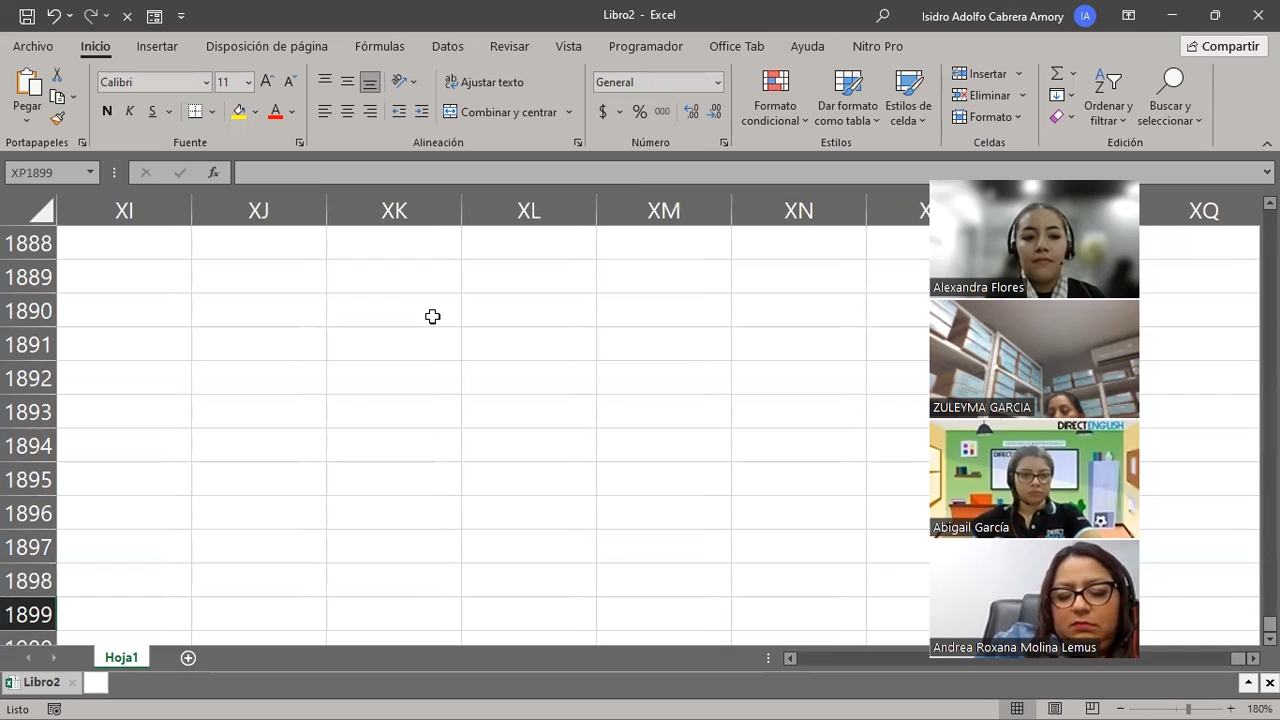 Libro2 - Excel
Isidro Adolfo Cabrera Amory IA
Archivo Inicio Insertar Disposición de página Fórmulas Datos Revisar Vista Programador Office Tab Ayuda Nitro Pro Compartir
Pegar
Calibri 11
N K S
Ajustar texto
Combinar y centrar
General
$ % 000
Formato condicional
Dar formato como tabla
Estilos de celda
Insertar
Eliminar
Formato
Ordenar y filtrar
Buscar y seleccionar
Portapapeles Fuente Alineación Número Estilos Celdas Edición
XP1899 fx
XI XJ XK XL XM XN XQ
1888
1889
1890
1891
1892
1893
1894
1895
1896
1897
1898
1899
Alexandra Flores
ZULEYMA GARCIA
DIRECT ENGLISH
Abigail García
Andrea Roxana Molina Lemus
Hoja1
Libro2
Listo
180%